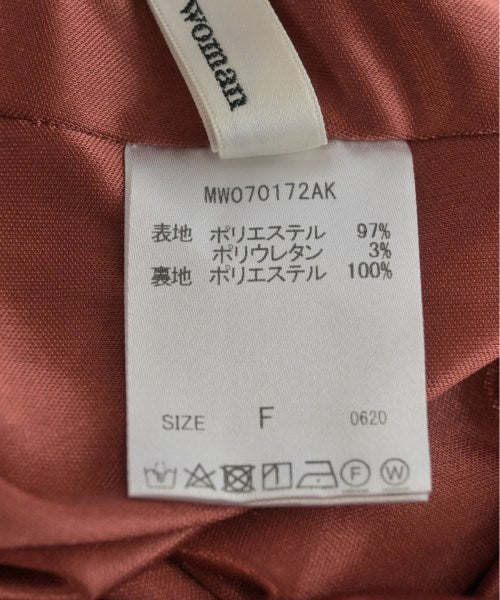 woman
MW070172AK
表地 ポリエステル 97%
ポリウレタン 3%
裏地 ポリエステル 100%
SIZE F 0620
F W